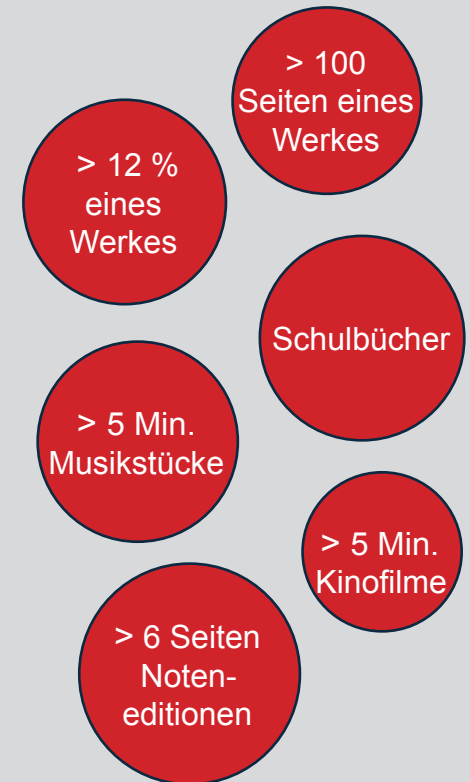 > 100
Seiten eines
Werkes
> 12 %
eines
Werkes
Schulbücher
> 5 Min.
Musikstücke
> 5 Min.
Kinofilme
> 6 Seiten
Noten-
editionen